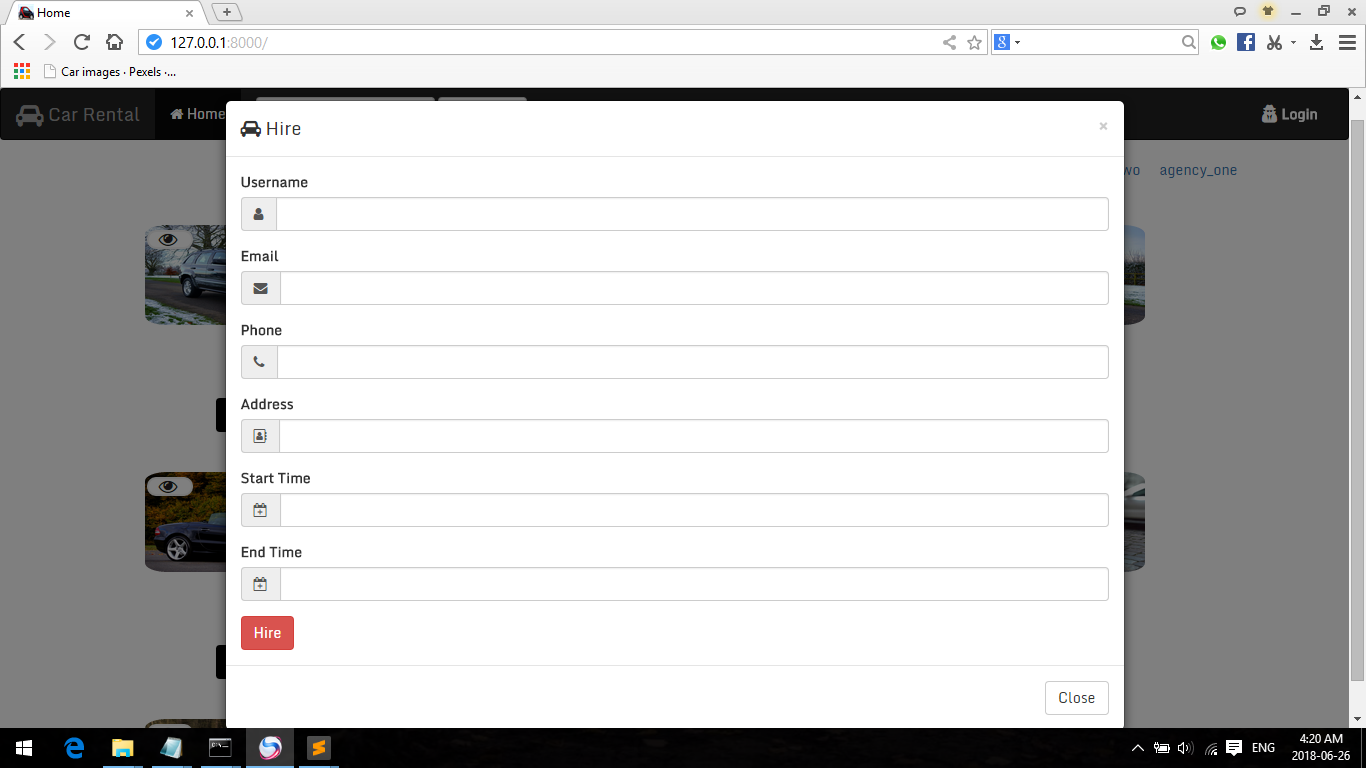 Home
127.0.0.1:8000/
Car images · Pexels ·...
Car Rental
Home
Login
Hire
×
wo agency_one
Username
Email
Phone
Address
Start Time
End Time
Hire
Close
ENG
4:20 AM
2018-06-26